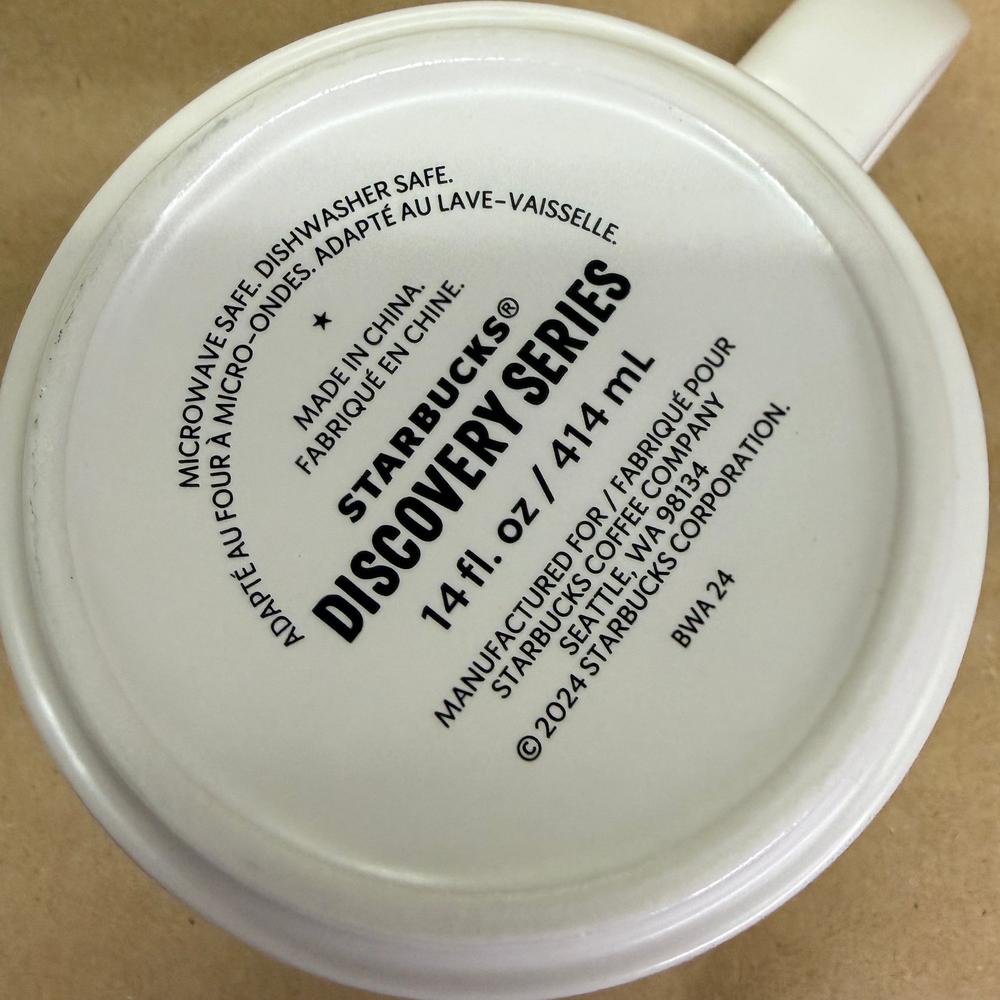 MICROWAVE SAFE. DISHWASHER SAFE.
ADAPTÉ AU FOUR À MICRO-ONDES. ADAPTÉ AU LAVE-VAISSELLE.
MADE IN CHINA.
FABRIQUÉ EN CHINE.
STARBUCKS®
DISCOVERY SERIES
14 fl. oz / 414 mL
MANUFACTURED FOR / FABRIQUÉ POUR
STARBUCKS COFFEE COMPANY
SEATTLE, WA 98134
© 2024 STARBUCKS CORPORATION.
BWA 24